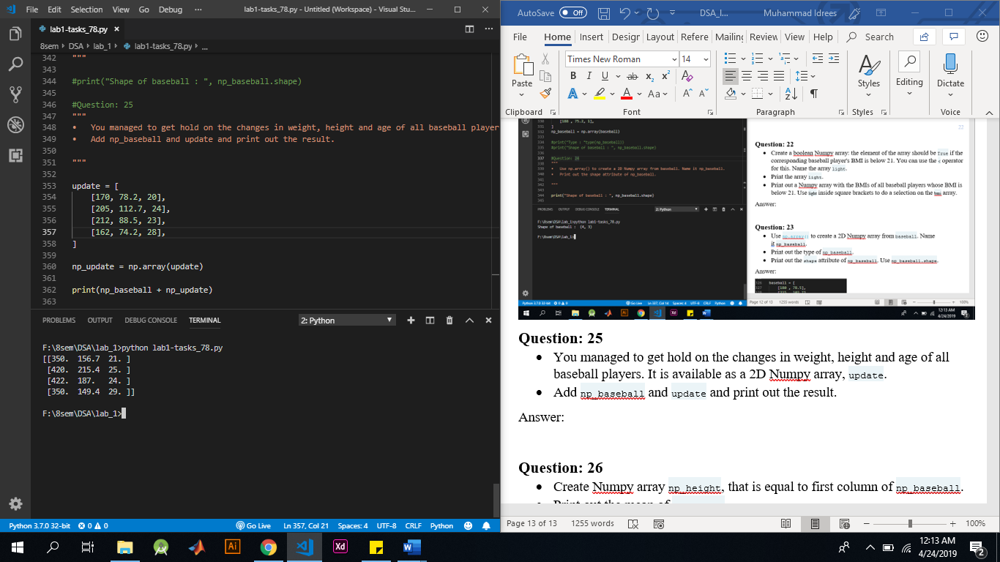 File Edit Selection View Go Debug ··· lab1-tasks_78.py - Untitled (Workspace) - Visual Stu...
lab1-tasks_78.py ×
8sem > DSA > lab_1 > lab1-tasks_78.py > ...
342 """
343
344 #print("Shape of baseball : ", np_baseball.shape)
345
346 #Question: 25
347 """
348 • You managed to get hold on the changes in weight, height and age of all baseball player
349 • Add np_baseball and update and print out the result.
350
351 """
352
353 update = [
354 [170, 78.2, 20],
355 [205, 112.7, 24],
356 [212, 88.5, 23],
357 [162, 74.2, 28],
358 ]
359
360 np_update = np.array(update)
361
362 print(np_baseball + np_update)
363
PROBLEMS OUTPUT DEBUG CONSOLE TERMINAL 2: Python
F:\8sem\DSA\lab_1>python lab1-tasks_78.py
[[350. 156.7 21. ]
[420. 215.4 25. ]
[422. 187. 24. ]
[350. 149.4 29. ]]
F:\8sem\DSA\lab_1>
Python 3.7.0 32-bit 0 0 Go Live Ln 357, Col 21 Spaces: 4 UTF-8 CRLF Python
AutoSave Off DSA_l... Muhammad Idrees
File Home Insert Design Layout Refere Mailing Review View Help Search
Times New Roman 14
Paste
B I U ab x₂ x²
A A Aa A A
Styles Editing Dictate
Clipboard Font Paragraph Styles Voice
330 [180 , 75.2, 1],
331 ]
332 np_baseball = np.array(baseball)
334 #print("Type : "type(np_baseball))
335 #print("Shape of baseball : ", np_baseball.shape)
337 #Question: 24
• Use np.array() to create a 2D Numpy array from baseball. Name it np_baseball.
• Print out the shape attribute of np_baseball.
344 print("Shape of baseball : ", np_baseball.shape)
PROBLEMS OUTPUT DEBUG CONSOLE TERMINAL 2: Python
F:\8sem\DSA\lab_1>python lab1-tasks_78.py
Shape of baseball : (4, 3)
F:\8sem\DSA\lab_1>
Python 3.7.0 32-bit 0 0 Go Live Ln 337, Col 14 Spaces: 4 UTF-8 CRLF Python
22
Question: 22
• Create a boolean Numpy array: the element of the array should be True if the
corresponding baseball player's BMI is below 21. You can use the < operator
for this. Name the array light.
• Print the array light.
• Print out a Numpy array with the BMIs of all baseball players whose BMI is
below 21. Use light inside square brackets to do a selection on the bmi array.
Answer:
Question: 23
• Use np.array() to create a 2D Numpy array from baseball. Name
it np_baseball.
• Print out the type of np_baseball.
• Print out the shape attribute of np_baseball. Use np_baseball.shape.
Answer:
326 baseball = [
327 [180 , 78.5],
Page 12 of 13 1255 words 100%
12:13 AM
4/24/2019
Question: 25
• You managed to get hold on the changes in weight, height and age of all
baseball players. It is available as a 2D Numpy array, update.
• Add np_baseball and update and print out the result.
Answer:
Question: 26
• Create Numpy array np_height, that is equal to first column of np_baseball.
• Print out the mean of
Page 13 of 13 1255 words 100%
Ai Xd
12:13 AM
4/24/2019
2